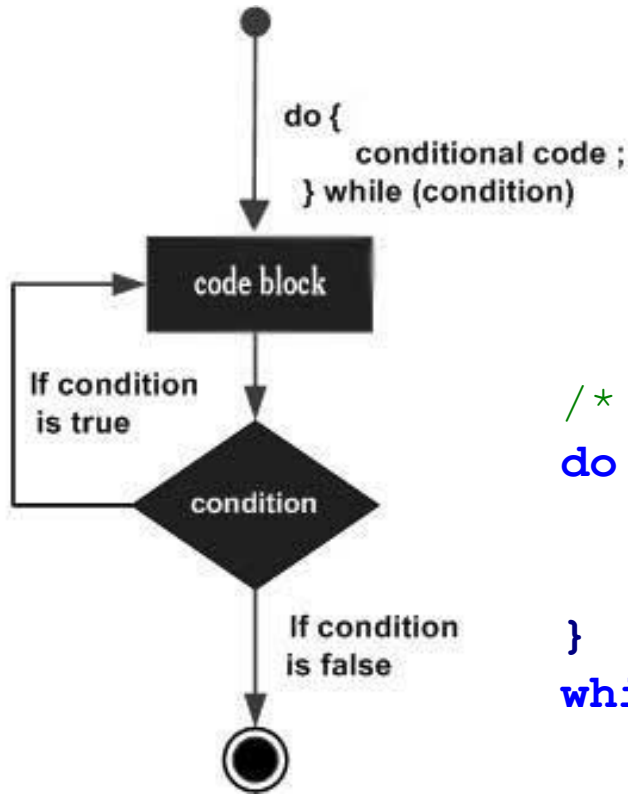 do {
conditional code ;
} while (condition)
code block
If condition
is true
condition
If condition
is false
/*
do
}